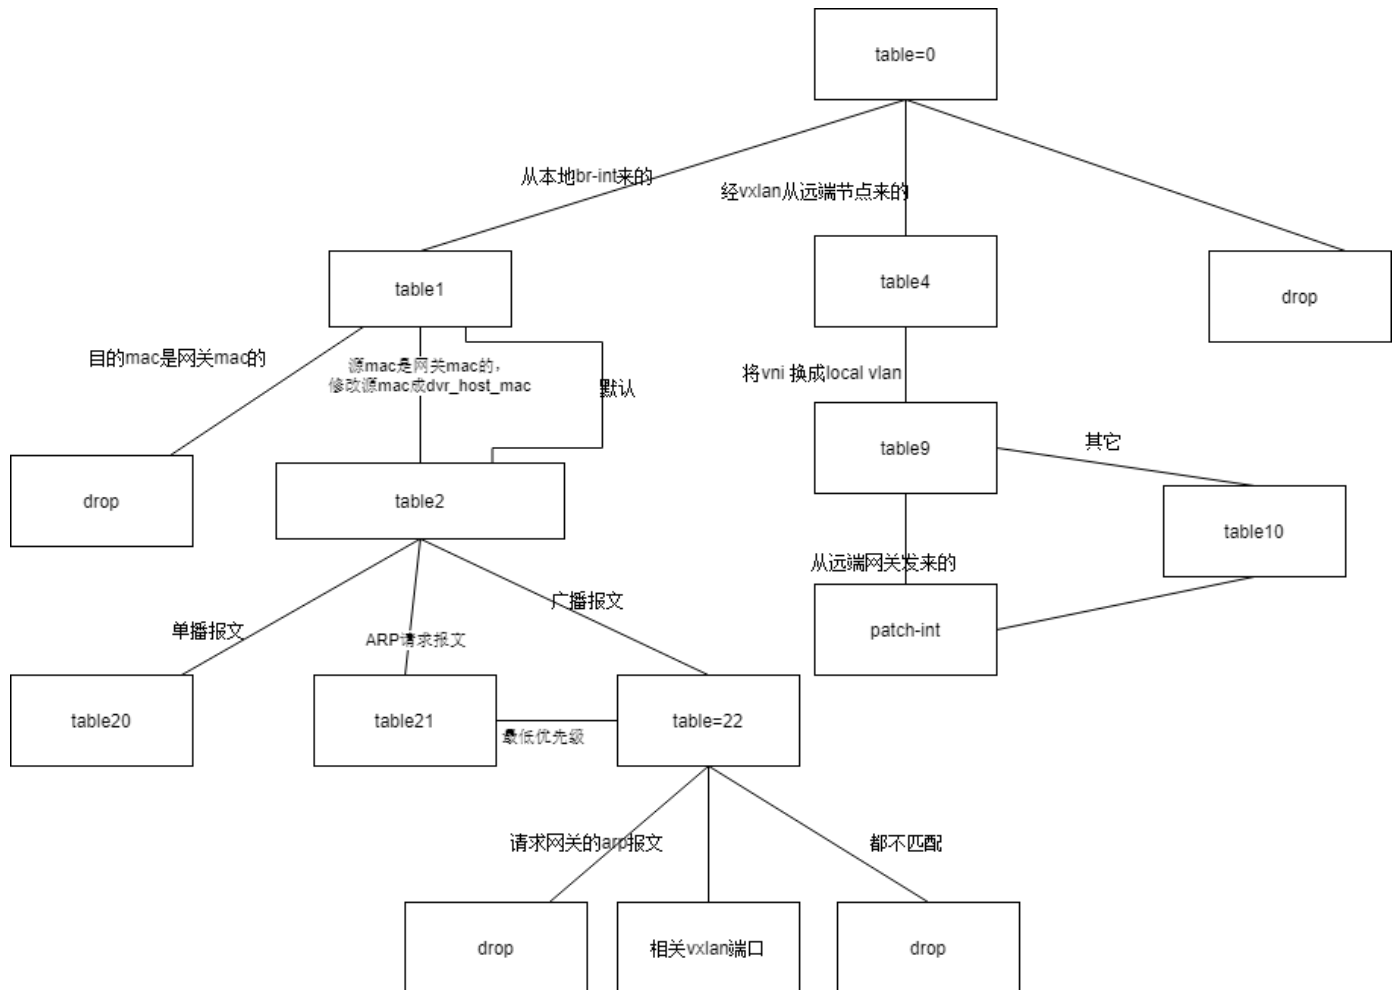 table=0
从本地br-int来的
经vxlan从远端节点来的
table1
table4
drop
目的mac是网关mac的
源mac是网关mac的，
修改源mac成dvr_host_mac
默认
将vni 换成local vlan
drop
table2
table9
其它
table10
从远端网关发来的
单播报文
ARP请求报文
广播报文
patch-int
table20
table21
最低优先级
table=22
请求网关的arp报文
都不匹配
drop
相关vxlan端口
drop